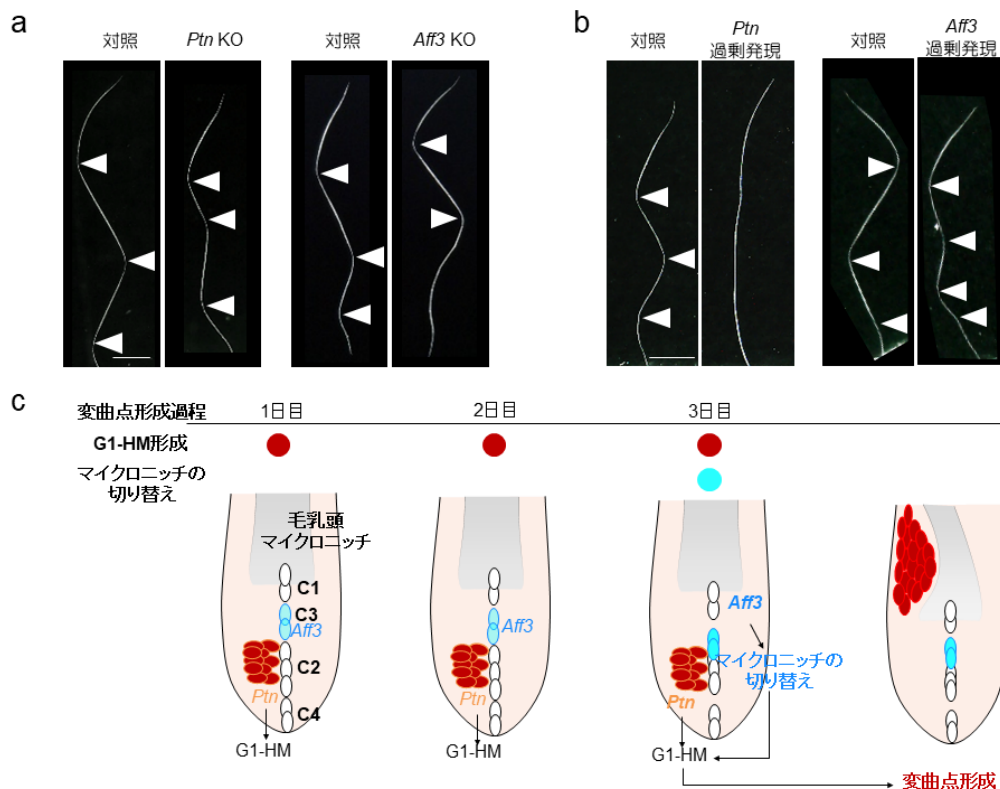 a
対照
Ptn KO
対照
Aff3 KO
b
対照
Ptn
過剰発現
対照
Aff3
過剰発現
c
変曲点形成過程
1日目
2日目
3日目
G1-HM形成
マイクロニッチの
切り替え
毛乳頭
マイクロニッチ
C1
C3
Aff3
C2
Ptn
C4
G1-HM
Aff3
Ptn
G1-HM
Aff3
マイクロニッチの
切り替え
Ptn
G1-HM
変曲点形成